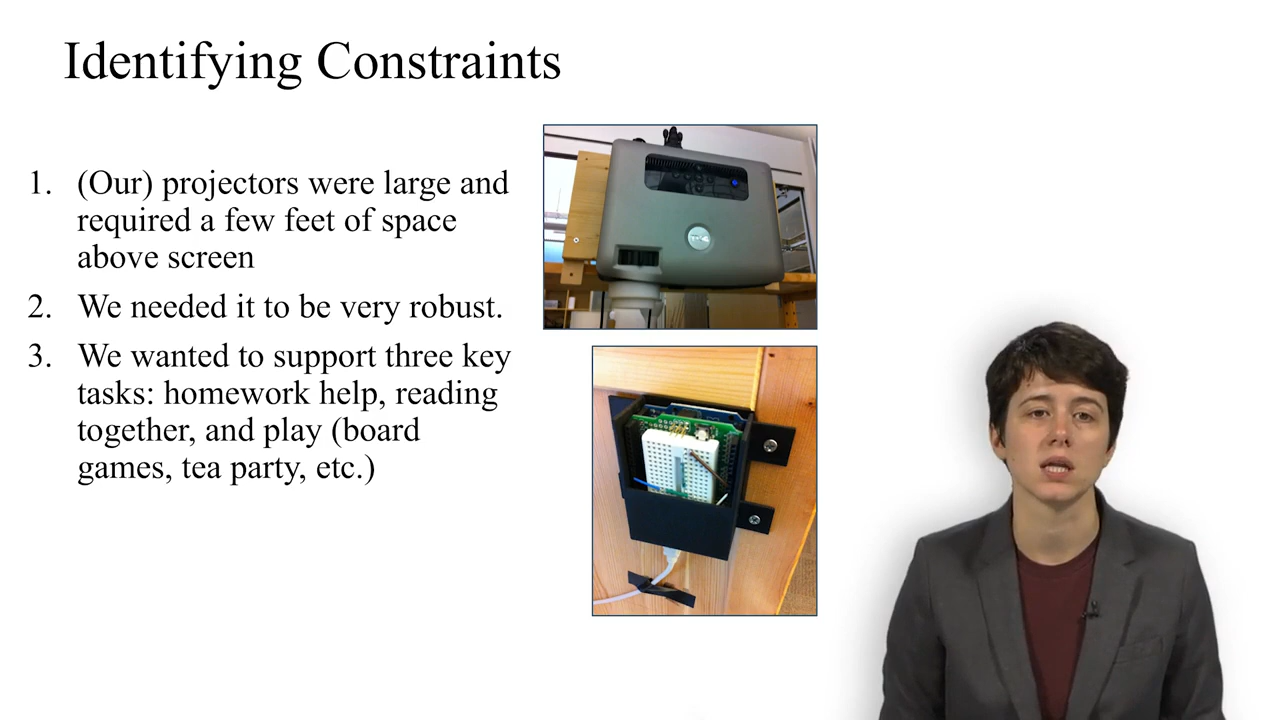 Identifying Constraints
1. (Our) projectors were large and
required a few feet of space
above screen
2. We needed it to be very robust.
3. We wanted to support three key
tasks: homework help, reading
together, and play (board
games, tea party, etc.)